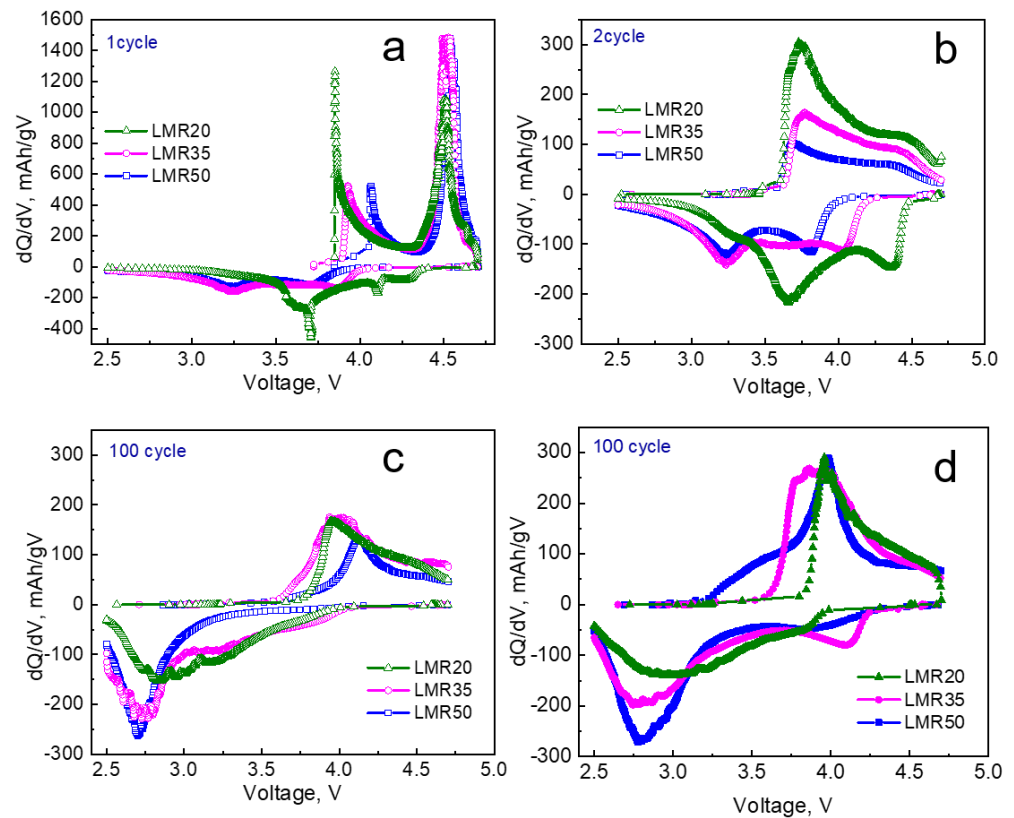 1cycle
a
LMR20
LMR35
LMR50
1600
1400
1200
1000
800
600
400
200
0
-200
-400
dQ/dV, mAh/gV
2.5 3.0 3.5 4.0 4.5
Voltage, V
2cycle
b
LMR20
LMR35
LMR50
300
200
100
0
-100
-200
-300
dQ/dV, mAh/gV
2.5 3.0 3.5 4.0 4.5 5.0
Voltage, V
100 cycle
c
300
200
100
0
-100
-200
-300
dQ/dV, mAh/gV
LMR20
LMR35
LMR50
2.5 3.0 3.5 4.0 4.5 5.0
Voltage, V
100 cycle
d
300
200
100
0
-100
-200
-300
dQ/dV, mAh/gV
LMR20
LMR35
LMR50
2.5 3.0 3.5 4.0 4.5 5.0
Voltage, V